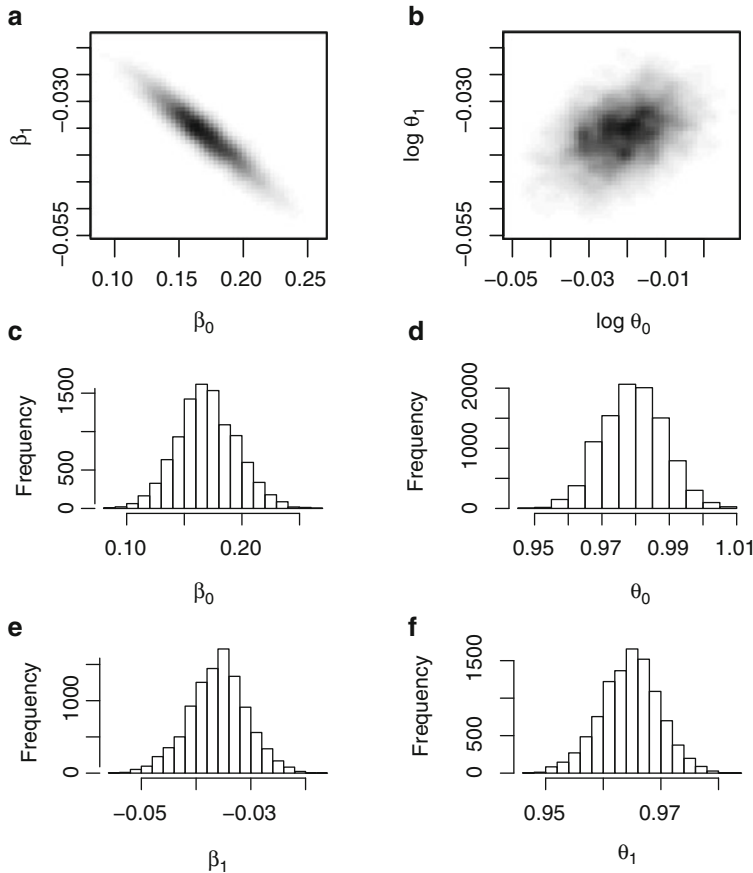 a
β₁
−0.055
−0.030
0.10 0.15 0.20 0.25
β₀
b
log θ₁
−0.055
−0.030
−0.05 −0.03 −0.01
log θ₀
c
Frequency
0 500 1500
0.10 0.20
β₀
d
Frequency
0 1000 2000
0.95 0.97 0.99 1.01
θ₀
e
Frequency
0 1000
−0.05 −0.03
β₁
f
Frequency
0 500 1500
0.95 0.97
θ₁